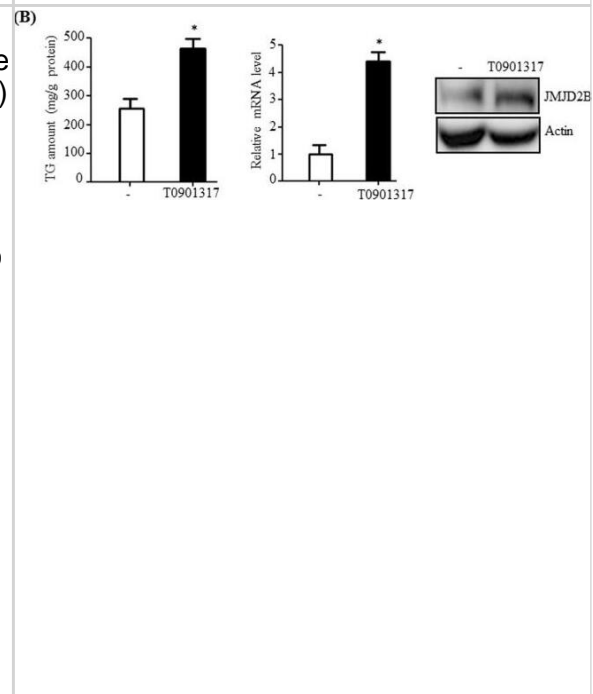 (B)
TG amount (mg/g protein)
500
400
300
200
100
0
*
-
T0901317
Relative mRNA level
5
4
3
2
1
0
*
-
T0901317
- T0901317
JMJD2B
Actin
e
)